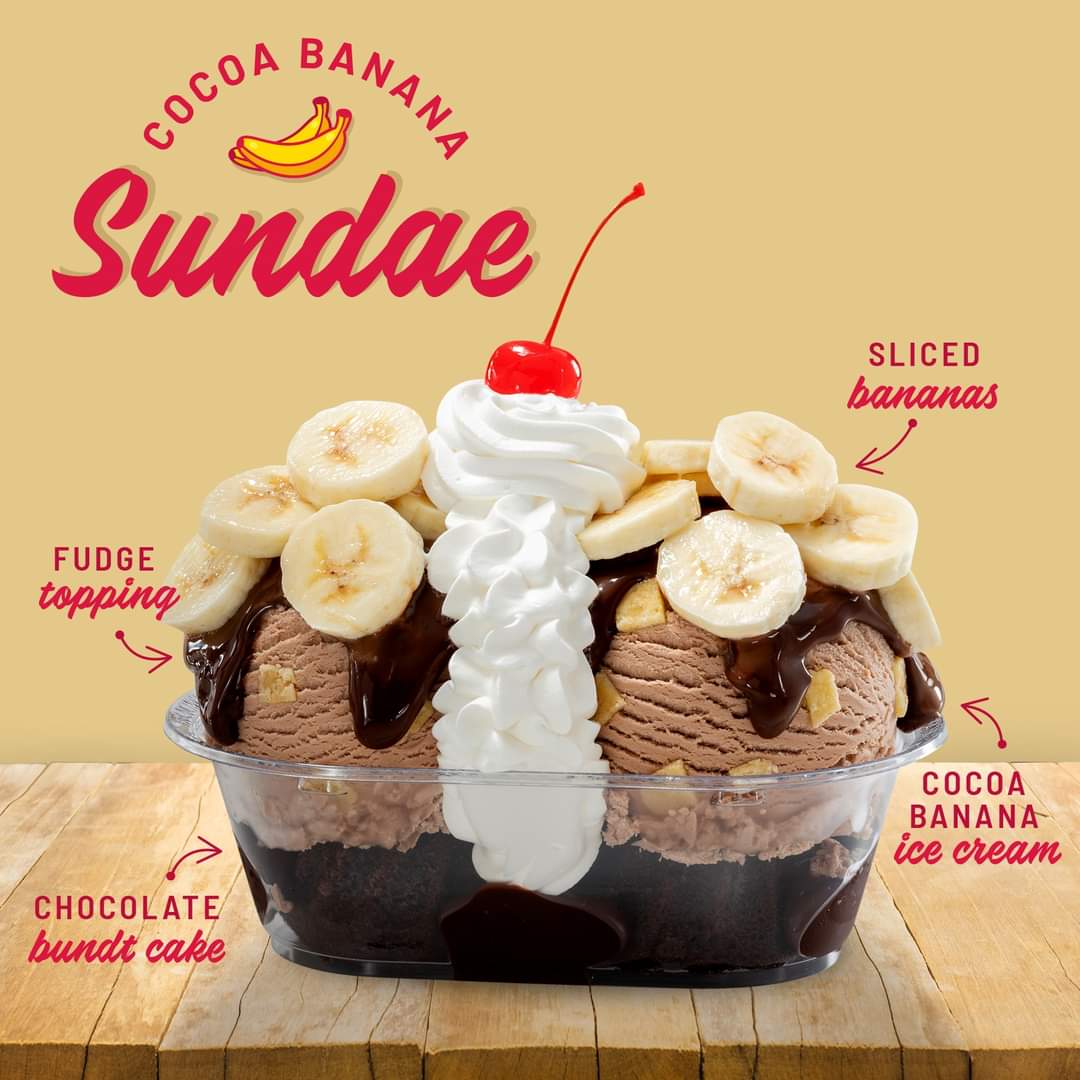 COCOA BANANA
Sundae
SLICED
bananas
FUDGE
topping
COCOA
BANANA
ice cream
CHOCOLATE
bundt cake